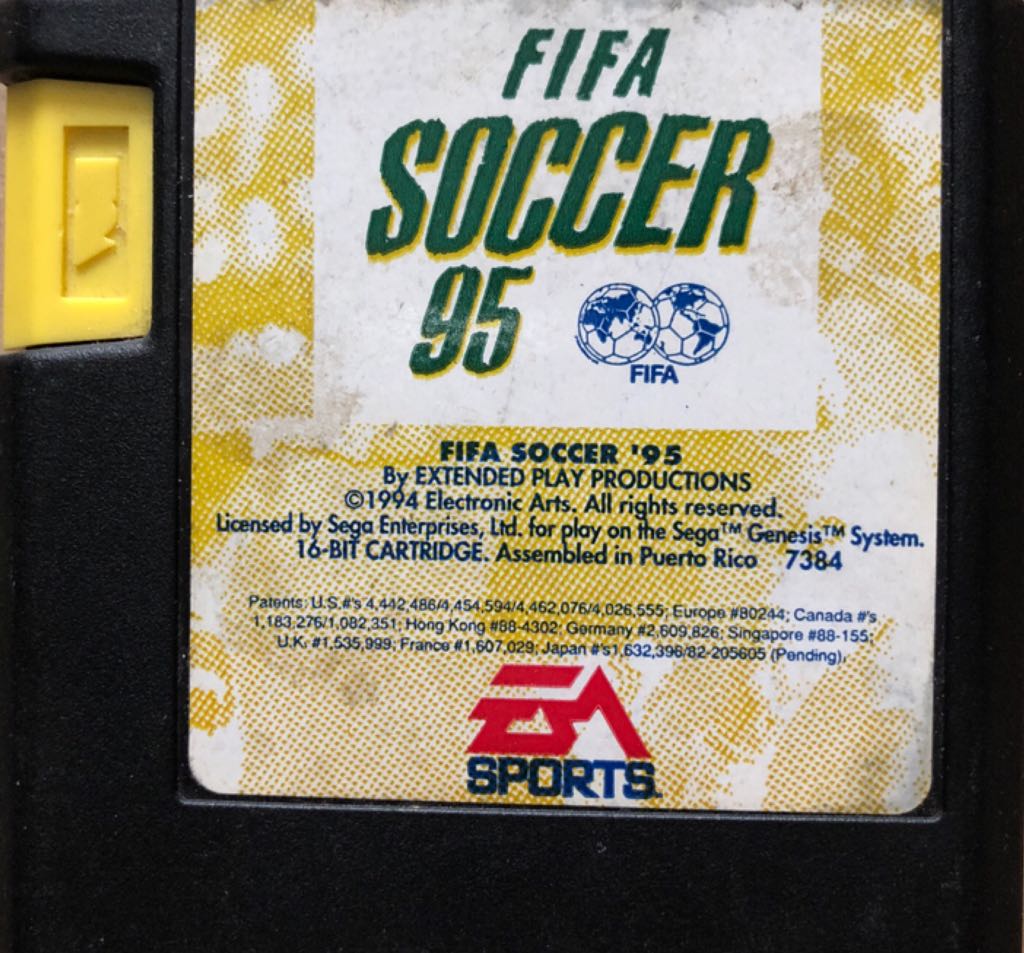 FIFA
SOCCER
95
FIFA
FIFA SOCCER '95
By EXTENDED PLAY PRODUCTIONS
©1994 Electronic Arts. All rights reserved.
Licensed by Sega Enterprises, Ltd. for play on the Sega™ Genesis™ System.
16-BIT CARTRIDGE. Assembled in Puerto Rico 7384
Patents: U.S.#'s 4,442,486/4,454,594/4,462,076/4,026,555; Europe #80244; Canada #'s
1,183,276/1,082,351; Hong Kong #88-4302; Germany #2,609,826; Singapore #88-155;
U.K. #1,535,999; France #1,607,029; Japan #'s1,632,396/82-205605 (Pending).
EA
SPORTS™